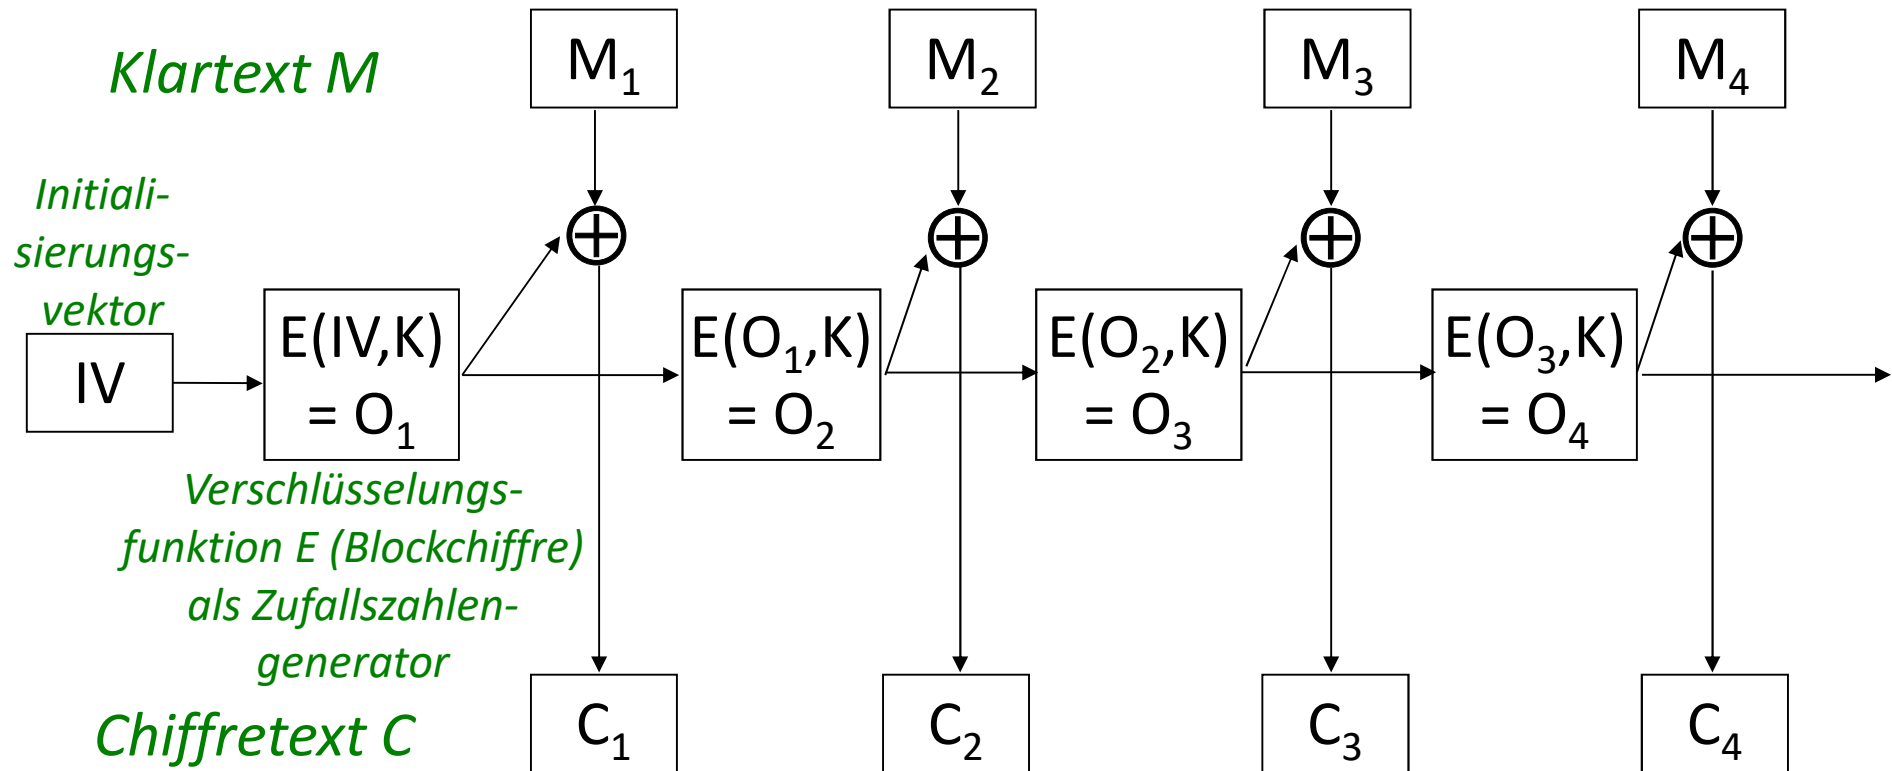 Klartext M
M1
M2
M3
M4
Initiali-
sierungs-
vektor
IV
E(IV,K)
= O1
E(O1,K)
= O2
E(O2,K)
= O3
E(O3,K)
= O4
Verschlüsselungs-
funktion E (Blockchiffre)
als Zufallszahlen-
generator
Chiffretext C
C1
C2
C3
C4